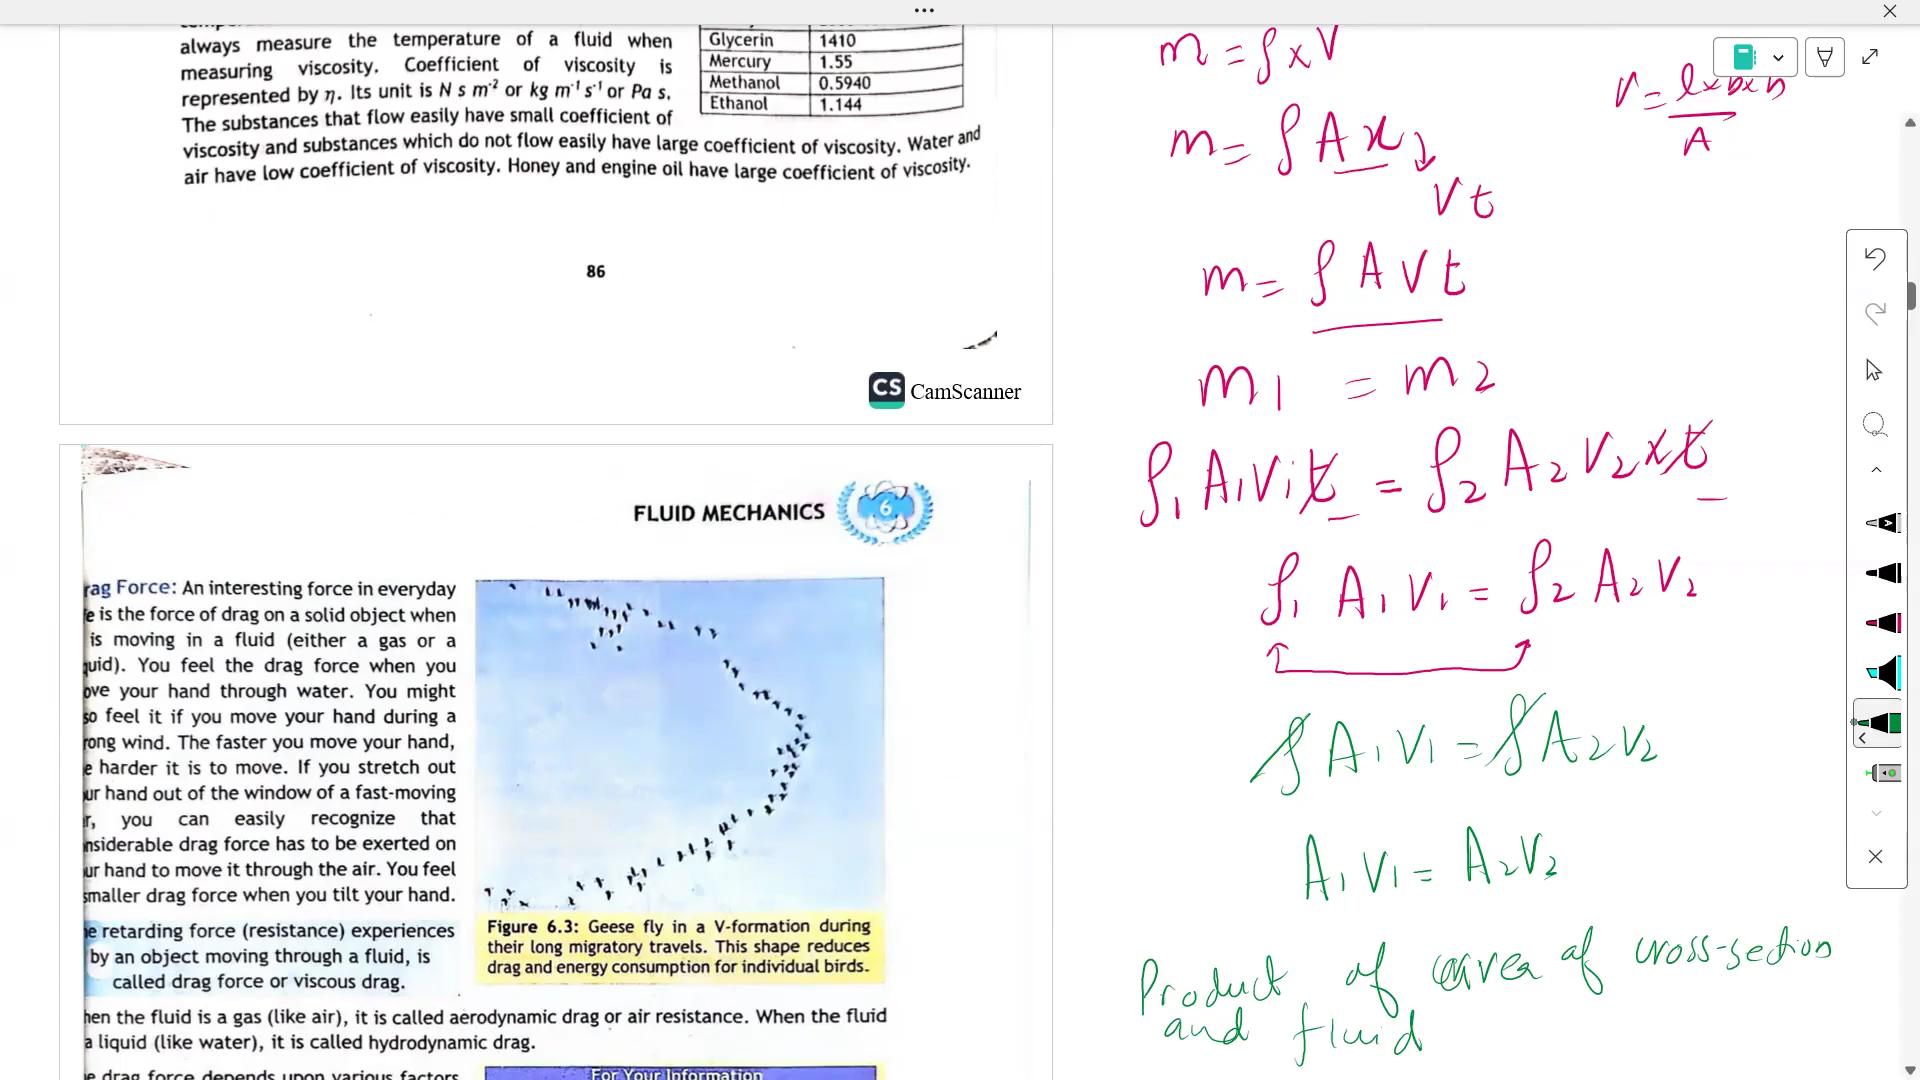 always measure the temperature of a fluid when
measuring viscosity. Coefficient of viscosity is
represented by η. Its unit is N s m⁻² or kg m⁻¹ s⁻¹ or Pa s.
The substances that flow easily have small coefficient of
viscosity and substances which do not flow easily have large coefficient of viscosity. Water and
air have low coefficient of viscosity. Honey and engine oil have large coefficient of viscosity.
Glycerin 1410
Mercury 1.55
Methanol 0.5940
Ethanol 1.144
86
CS CamScanner
FLUID MECHANICS 6
rag Force: An interesting force in everyday
e is the force of drag on a solid object when
is moving in a fluid (either a gas or a
quid). You feel the drag force when you
ove your hand through water. You might
so feel it if you move your hand during a
rong wind. The faster you move your hand,
e harder it is to move. If you stretch out
ur hand out of the window of a fast-moving
r, you can easily recognize that
nsiderable drag force has to be exerted on
ur hand to move it through the air. You feel
smaller drag force when you tilt your hand.
e retarding force (resistance) experiences
by an object moving through a fluid, is
called drag force or viscous drag.
Figure 6.3: Geese fly in a V-formation during
their long migratory travels. This shape reduces
drag and energy consumption for individual birds.
hen the fluid is a gas (like air), it is called aerodynamic drag or air resistance. When the fluid
a liquid (like water), it is called hydrodynamic drag.
e drag force depends upon various factors
For Your Information
m = ρ x V
m = ρ A x
Vt
m = ρ A V t
m1 = m2
ρ1 A1 V1 t = ρ2 A2 V2 x t
ρ1 A1 V1 = ρ2 A2 V2
ρ A1 V1 = ρ A2 V2
A1 V1 = A2 V2
Product of area of cross-section
and fluid